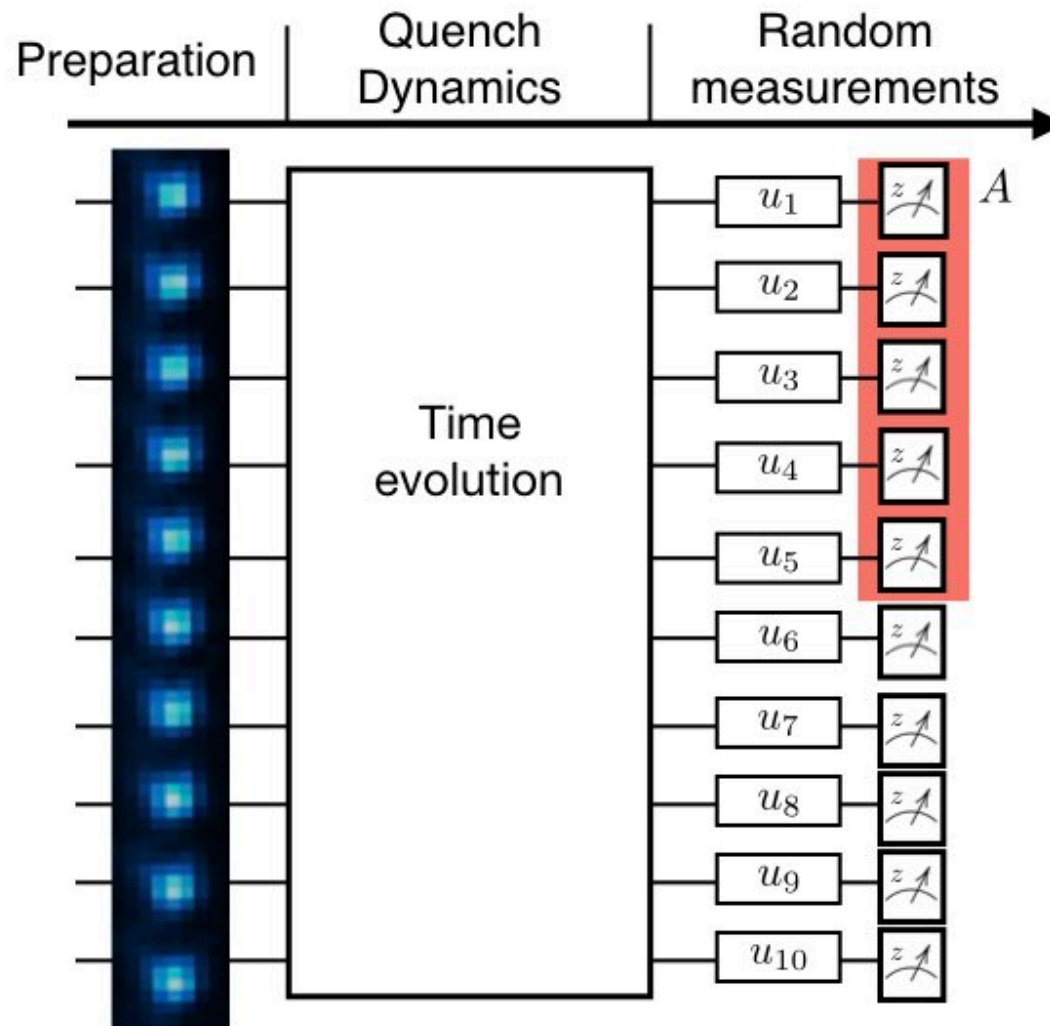 Preparation
Quench
Dynamics
Random
measurements
Time
evolution
u1
z
A
u2
z
u3
z
u4
z
u5
z
u6
z
u7
z
u8
z
u9
z
u10
z